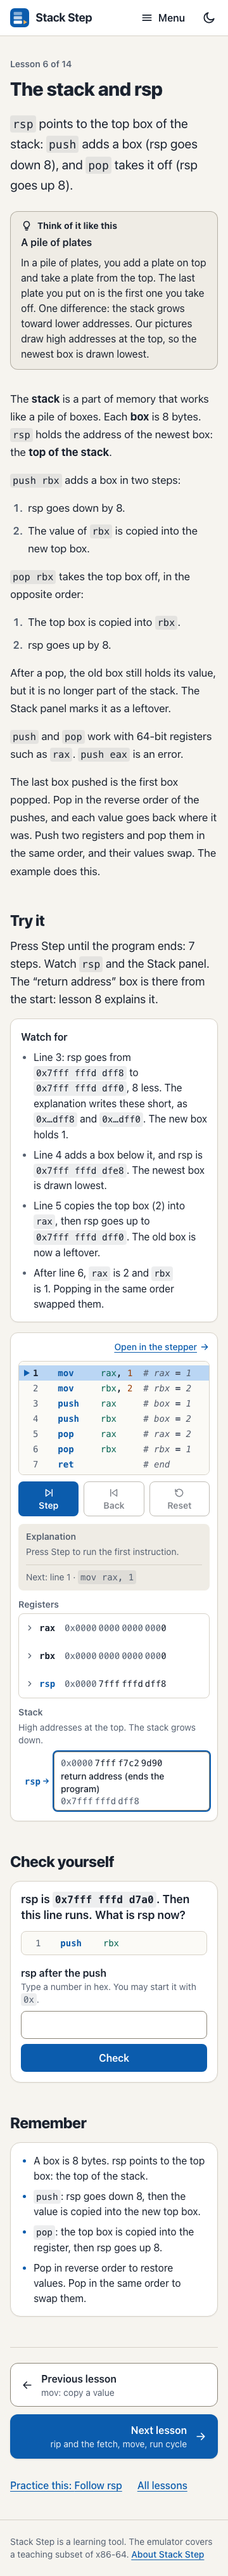 Stack Step
Menu
Lesson 6 of 14
The stack and rsp
rsp points to the top box of the
stack: push adds a box (rsp goes
down 8), and pop takes it off (rsp
goes up 8).
Think of it like this
A pile of plates
In a pile of plates, you add a plate on top
and take a plate from the top. The last
plate you put on is the first one you take
off. One difference: the stack grows
toward lower addresses. Our pictures
draw high addresses at the top, so the
newest box is drawn lowest.
The stack is a part of memory that works
like a pile of boxes. Each box is 8 bytes.
rsp holds the address of the newest box:
the top of the stack.
push rbx adds a box in two steps:
1. rsp goes down by 8.
2. The value of rbx is copied into the
new top box.
pop rbx takes the top box off, in the
opposite order:
1. The top box is copied into rbx.
2. rsp goes up by 8.
After a pop, the old box still holds its value,
but it is no longer part of the stack. The
Stack panel marks it as a leftover.
push and pop work with 64-bit registers
such as rax. push eax is an error.
The last box pushed is the first box
popped. Pop in the reverse order of the
pushes, and each value goes back where it
was. Push two registers and pop them in
the same order, and their values swap. The
example does this.
Try it
Press Step until the program ends: 7
steps. Watch rsp and the Stack panel.
The “return address” box is there from
the start: lesson 8 explains it.
Watch for
• Line 3: rsp goes from
0x7fff fffd dff8 to
0x7fff fffd dff0, 8 less. The
explanation writes these short, as
0x…dff8 and 0x…dff0. The new box
holds 1.
• Line 4 adds a box below it, and rsp is
0x7fff fffd dfe8. The newest box
is drawn lowest.
• Line 5 copies the top box (2) into
rax, then rsp goes up to
0x7fff fffd dff0. The old box is
now a leftover.
• After line 6, rax is 2 and rbx
is 1. Popping in the same order
swapped them.
Open in the stepper →
1 mov rax, 1 # rax = 1
2 mov rbx, 2 # rbx = 2
3 push rax # box = 1
4 push rbx # box = 2
5 pop rax # rax = 2
6 pop rbx # rbx = 1
7 ret # end
Step
Back
Reset
Explanation
Press Step to run the first instruction.
Next: line 1 · mov rax, 1
Registers
rax 0x0000 0000 0000 0000
rbx 0x0000 0000 0000 0000
rsp 0x0000 7fff fffd dff8
Stack
High addresses at the top. The stack grows
down.
0x0000 7fff f7c2 9d90
rsp → return address (ends the
program)
0x7fff fffd dff8
Check yourself
rsp is 0x7fff fffd d7a0. Then
this line runs. What is rsp now?
1 push rbx
rsp after the push
Type a number in hex. You may start it with
0x.
Check
Remember
• A box is 8 bytes. rsp points to the top
box: the top of the stack.
• push: rsp goes down 8, then the
value is copied into the new top box.
• pop: the top box is copied into the
register, then rsp goes up 8.
• Pop in reverse order to restore
values. Pop in the same order to
swap them.
← Previous lesson
mov: copy a value
Next lesson →
rip and the fetch, move, run cycle
Practice this: Follow rsp
All lessons
Stack Step is a learning tool. The emulator covers
a teaching subset of x86-64. About Stack Step